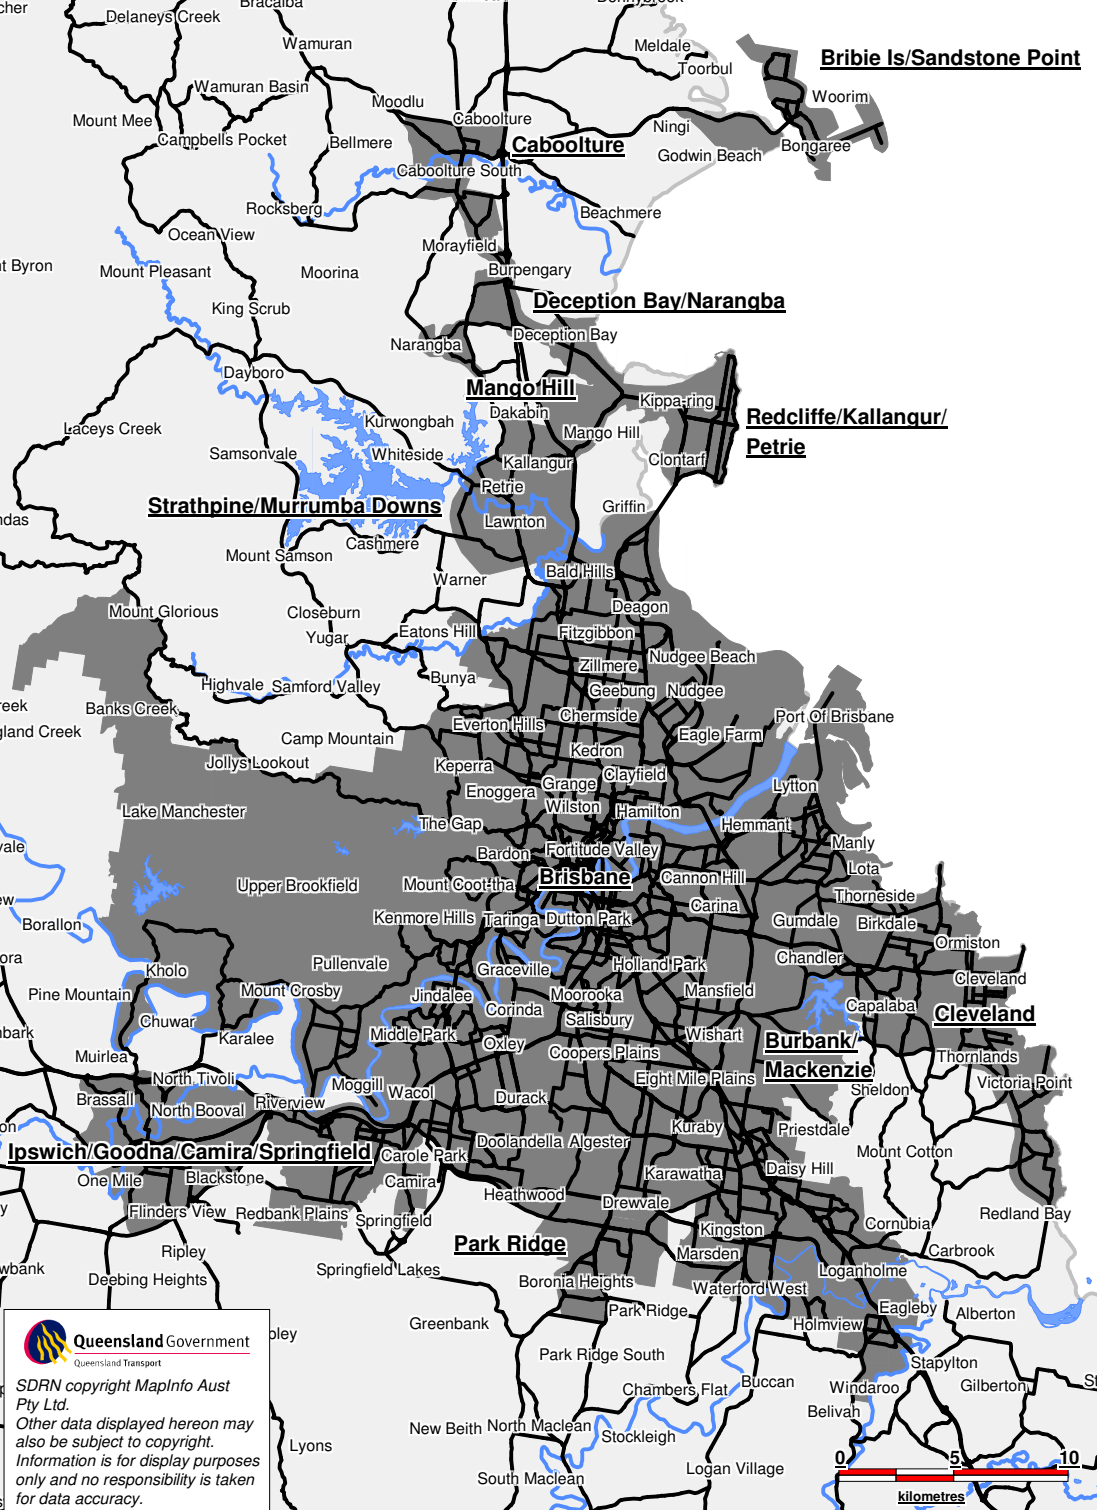 Delaneys Creek
Wamuran
Meldale
Toorbul
Bribie Is/Sandstone Point
Wamuran Basin
Moodlu
Woorim
Mount Mee
Caboolture
Ningi
Campbells Pocket
Bellmere
Caboolture
Godwin Beach
Bongaree
Caboolture South
Rocksberg
Beachmere
Ocean View
Morayfield
Mount Pleasant
Moorina
Burpengary
King Scrub
Deception Bay/Narangba
Narangba
Deception Bay
Dayboro
Mango Hill
Kippa-ring
Redcliffe/Kallangur/
Petrie
Dakabin
Kurwongbah
Laceys Creek
Mango Hill
Samsonvale
Whiteside
Kallangur
Clontarf
Petrie
Strathpine/Murrumba Downs
Griffin
Lawnton
Cashmere
Mount Samson
Warner
Bald Hills
Mount Glorious
Closeburn
Deagon
Yugar
Eatons Hill
Fitzgibbon
Zillmere
Nudgee Beach
Highvale
Samford Valley
Bunya
Geebung
Nudgee
Banks Creek
Everton Hills
Chermside
Port Of Brisbane
Camp Mountain
Eagle Farm
Jollys Lookout
Kedron
Keperra
Clayfield
Enoggera
Grange
Lytton
Lake Manchester
Wilston
Hamilton
The Gap
Hemmant
Manly
Bardon
Fortitude Valley
Lota
Upper Brookfield
Mount Coot-tha
Brisbane
Cannon Hill
Thorneside
Borallon
Kenmore Hills
Taringa
Dutton Park
Carina
Gumdale
Birkdale
Ormiston
Kholo
Pullenvale
Graceville
Holland Park
Chandler
Cleveland
Pine Mountain
Mount Crosby
Jindalee
Moorooka
Mansfield
Capalaba
Cleveland
Chuwar
Karalee
Middle Park
Corinda
Salisbury
Wishart
Burbank/
Mackenzie
Muirlea
Oxley
Coopers Plains
Thornlands
North Tivoli
Moggill
Wacol
Eight Mile Plains
Sheldon
Victoria Point
Brassall
North Booval
Riverview
Durack
Kuraby
Priestdale
Ipswich/Goodna/Camira/Springfield
Carole Park
Doolandella
Algester
Mount Cotton
One Mile
Blackstone
Camira
Karawatha
Daisy Hill
Heathwood
Drewvale
Flinders View
Redbank Plains
Springfield
Kingston
Cornubia
Redland Bay
Ripley
Park Ridge
Marsden
Carbrook
Deebing Heights
Springfield Lakes
Boronia Heights
Waterford West
Loganholme
Greenbank
Park Ridge
Holmview
Eagleby
Alberton
Park Ridge South
Stapylton
Chambers Flat
Buccan
Windaroo
Gilberton
Belivah
New Beith
North Maclean
Stockleigh
Lyons
South Maclean
Logan Village
Queensland Government
Queensland Transport
SDRN copyright MapInfo Aust
Pty Ltd.
Other data displayed hereon may
also be subject to copyright.
Information is for display purposes
only and no responsibility is taken
for data accuracy.
0 5 10
kilometres